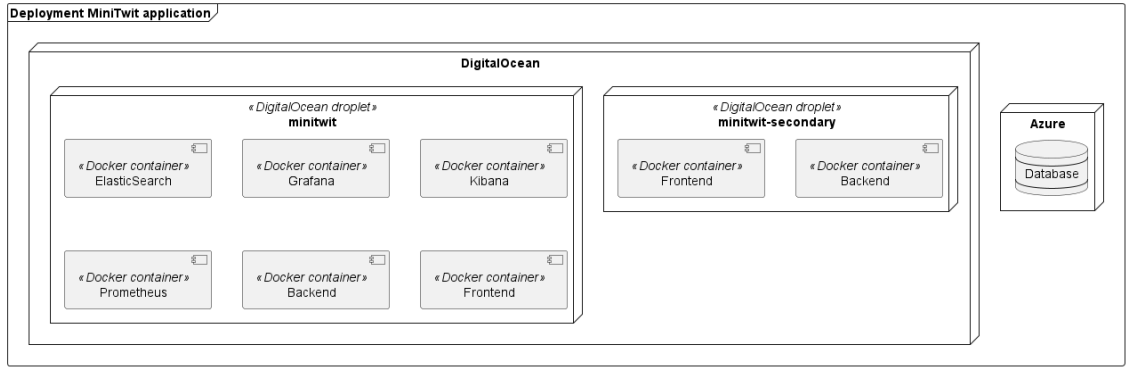 Deployment MiniTwit application
DigitalOcean
«DigitalOcean droplet»
minitwit
«Docker container»
ElasticSearch
«Docker container»
Grafana
«Docker container»
Kibana
«Docker container»
Prometheus
«Docker container»
Backend
«Docker container»
Frontend
«DigitalOcean droplet»
minitwit-secondary
«Docker container»
Frontend
«Docker container»
Backend
Azure
Database